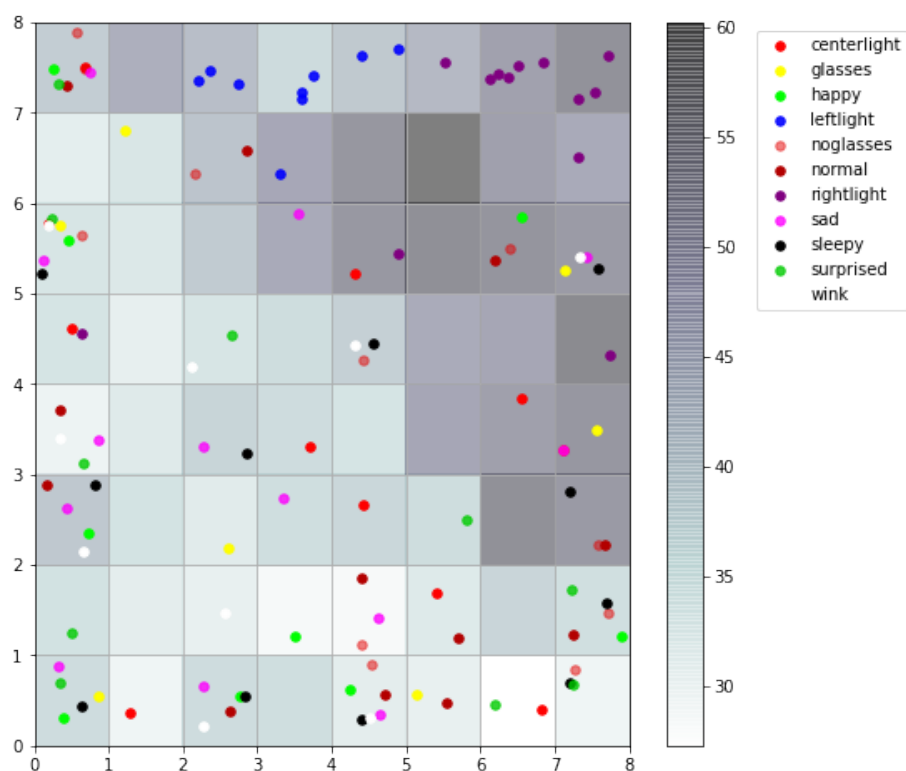 8
7
6
5
4
3
2
1
0
0 1 2 3 4 5 6 7 8
60
55
50
45
40
35
30
centerlight
glasses
happy
leftlight
noglasses
normal
rightlight
sad
sleepy
surprised
wink